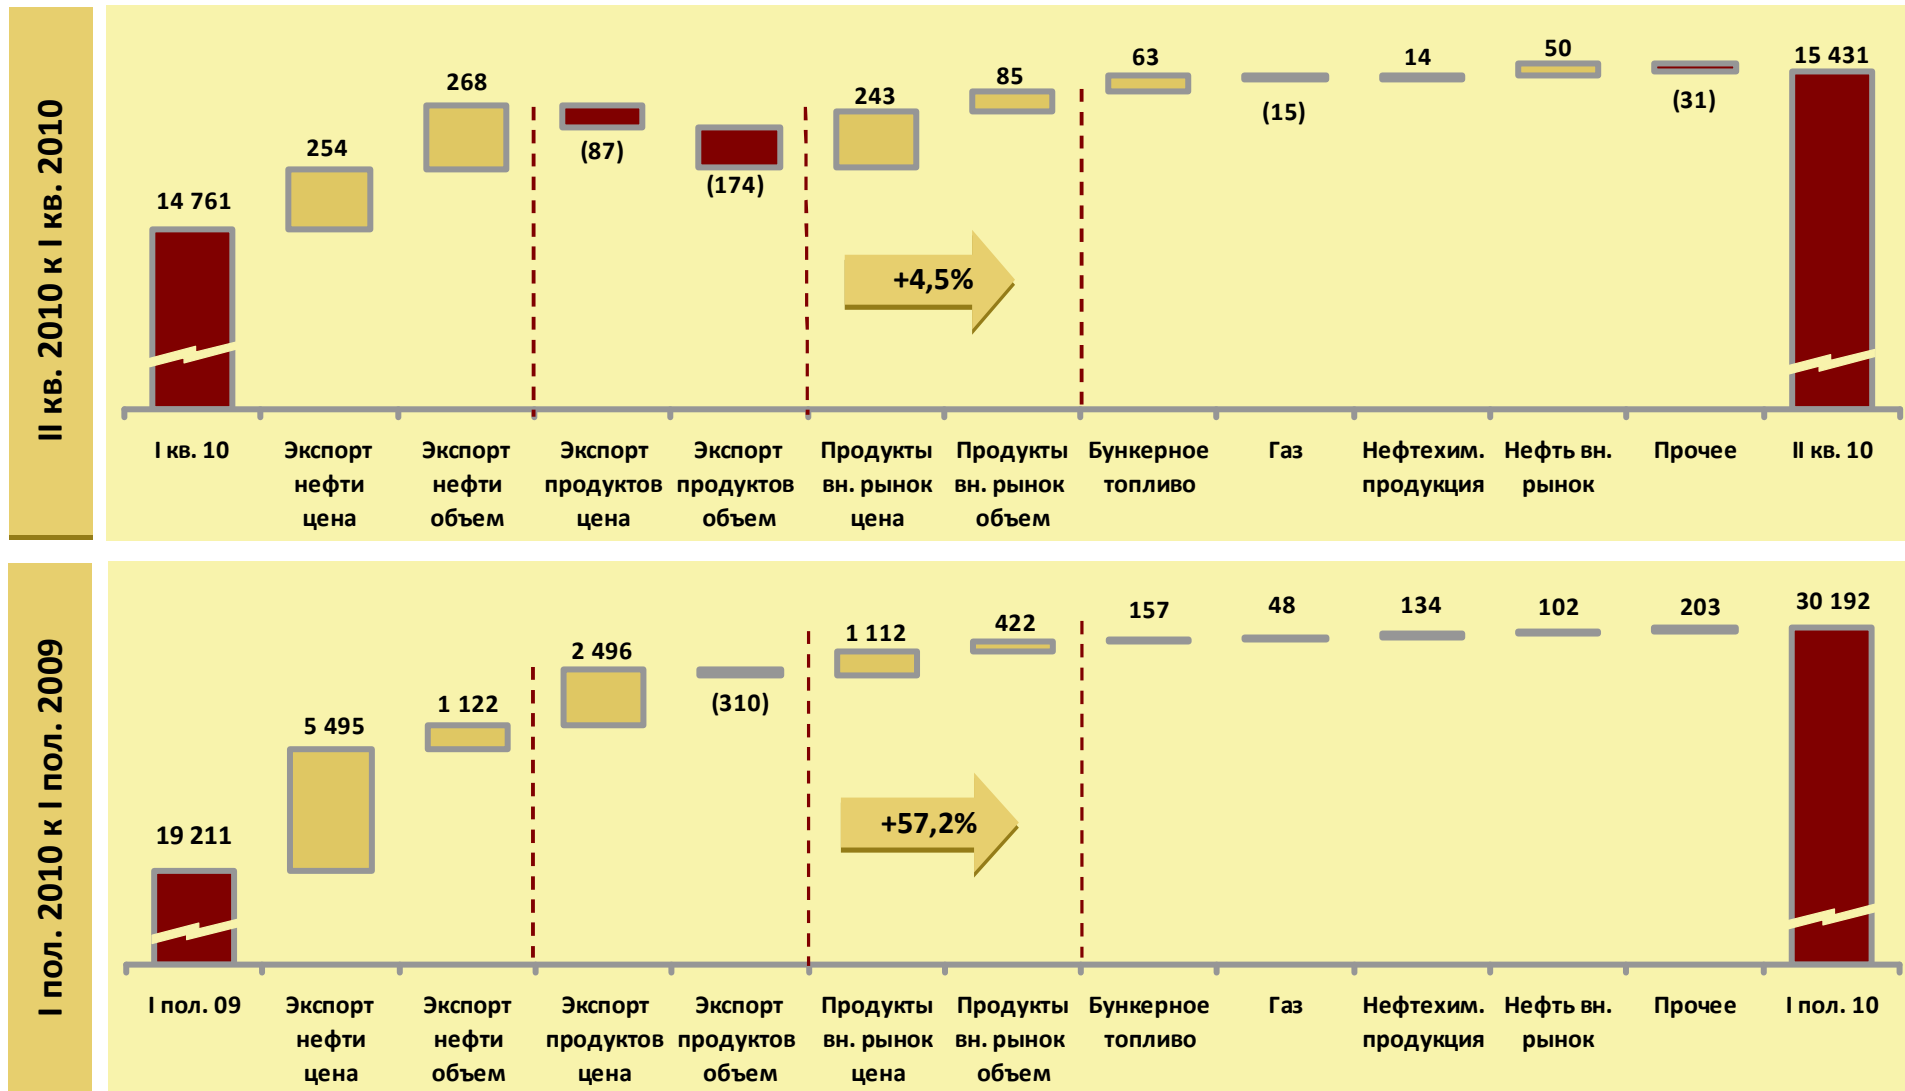 II кв. 2010 к I кв. 2010
14 761
254
268
(87)
(174)
243
85
63
(15)
14
50
(31)
15 431
+4,5%
I кв. 10
Экспорт нефти цена
Экспорт нефти объем
Экспорт продуктов цена
Экспорт продуктов объем
Продукты вн. рынок цена
Продукты вн. рынок объем
Бункерное топливо
Газ
Нефтехим. продукция
Нефть вн. рынок
Прочее
II кв. 10
I пол. 2010 к I пол. 2009
19 211
5 495
1 122
2 496
(310)
1 112
422
157
48
134
102
203
30 192
+57,2%
I пол. 09
Экспорт нефти цена
Экспорт нефти объем
Экспорт продуктов цена
Экспорт продуктов объем
Продукты вн. рынок цена
Продукты вн. рынок объем
Бункерное топливо
Газ
Нефтехим. продукция
Нефть вн. рынок
Прочее
I пол. 10